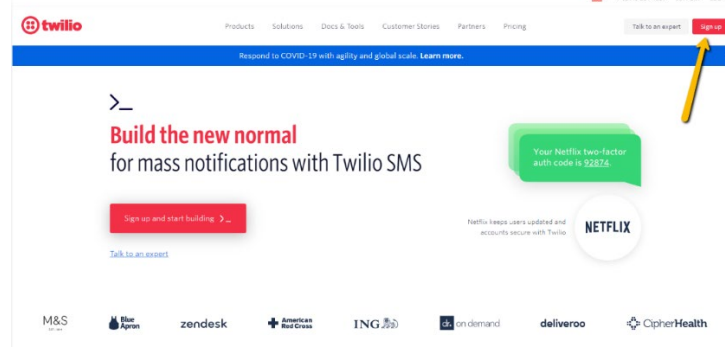 twilio
Products Solutions Docs & Tools Customer Stories Partners Pricing
Talk to an expert
Sign up
Respond to COVID-19 with agility and global scale. Learn more.
>_
Build the new normal
for mass notifications with Twilio SMS
Your Netflix two-factor
auth code is 92874.
Sign up and start building >_
Netflix keeps users updated and
accounts secure with Twilio
NETFLIX
Talk to an expert
M&S
Blue
Apron
zendesk
American
Red Cross
ING
dr. on demand
deliveroo
CipherHealth